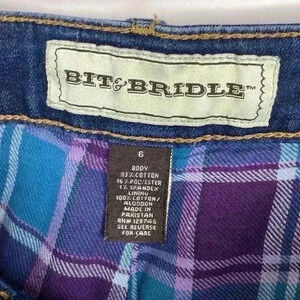 BIT & BRIDLE™
6
BODY
83% COTTON
16% POLYESTER
1% SPANDEX
LINING
100% COTTON/
ALGODON
MADE IN
PAKISTAN
RN# 129746
SEE REVERSE
FOR CARE